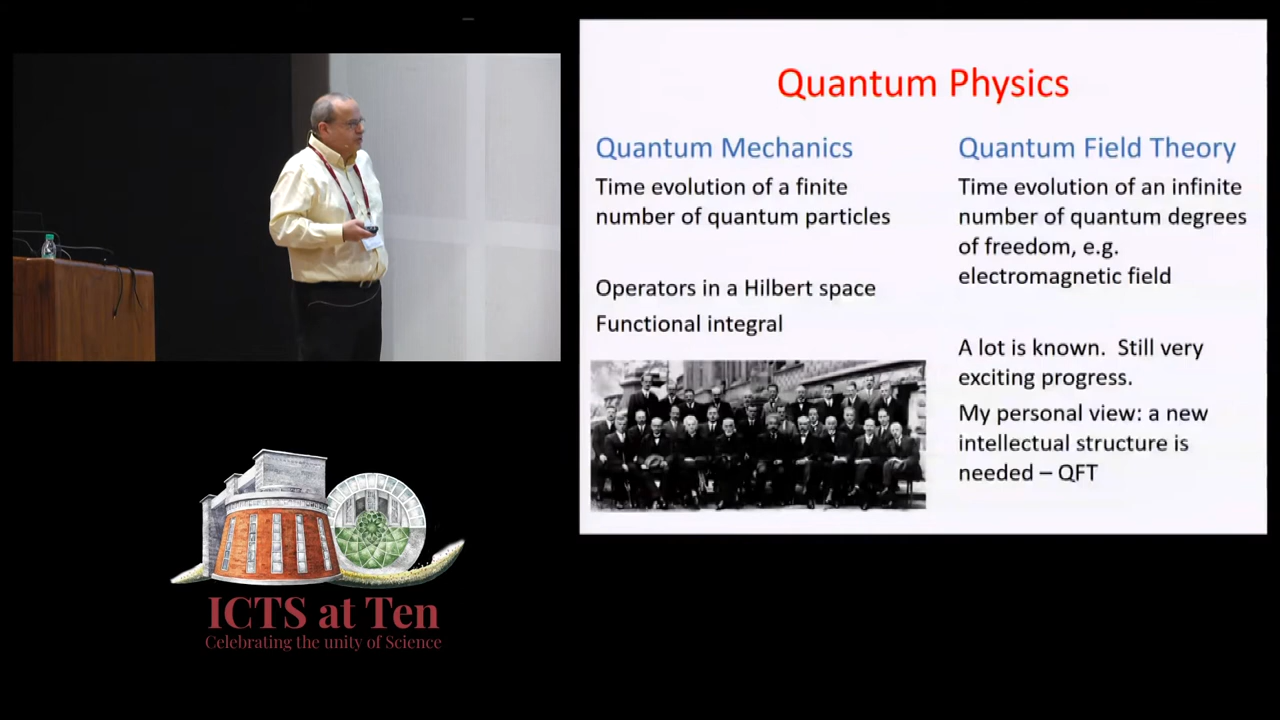 Quantum Physics
Quantum Mechanics
Time evolution of a finite
number of quantum particles
Operators in a Hilbert space
Functional integral
Quantum Field Theory
Time evolution of an infinite
number of quantum degrees
of freedom, e.g.
electromagnetic field
A lot is known.  Still very
exciting progress.
My personal view: a new
intellectual structure is
needed – QFT
ICTS at Ten
Celebrating the unity of Science